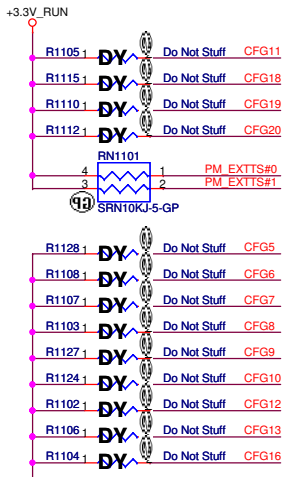 +3.3V_RUN
R1105 1 DY Do Not Stuff CFG11
R1115 1 DY Do Not Stuff CFG18
R1110 1 DY Do Not Stuff CFG19
R1112 1 DY Do Not Stuff CFG20
RN1101
4 1 PM_EXTTS#0
3 2 PM_EXTTS#1
SRN10KJ-5-GP
R1128 1 DY Do Not Stuff CFG5
R1108 1 DY Do Not Stuff CFG6
R1107 1 DY Do Not Stuff CFG7
R1103 1 DY Do Not Stuff CFG8
R1127 1 DY Do Not Stuff CFG9
R1124 1 DY Do Not Stuff CFG10
R1102 1 DY Do Not Stuff CFG12
R1106 1 DY Do Not Stuff CFG13
R1104 1 DY Do Not Stuff CFG16